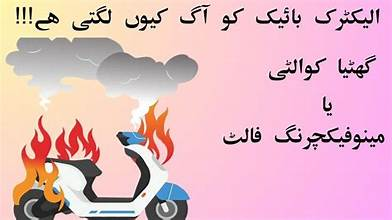 الیکٹرک بائیک کو آگ کیوں لگتی ھے!!!
گھٹیا کوالٹی
یا
مینوفیکچرنگ فالٹ